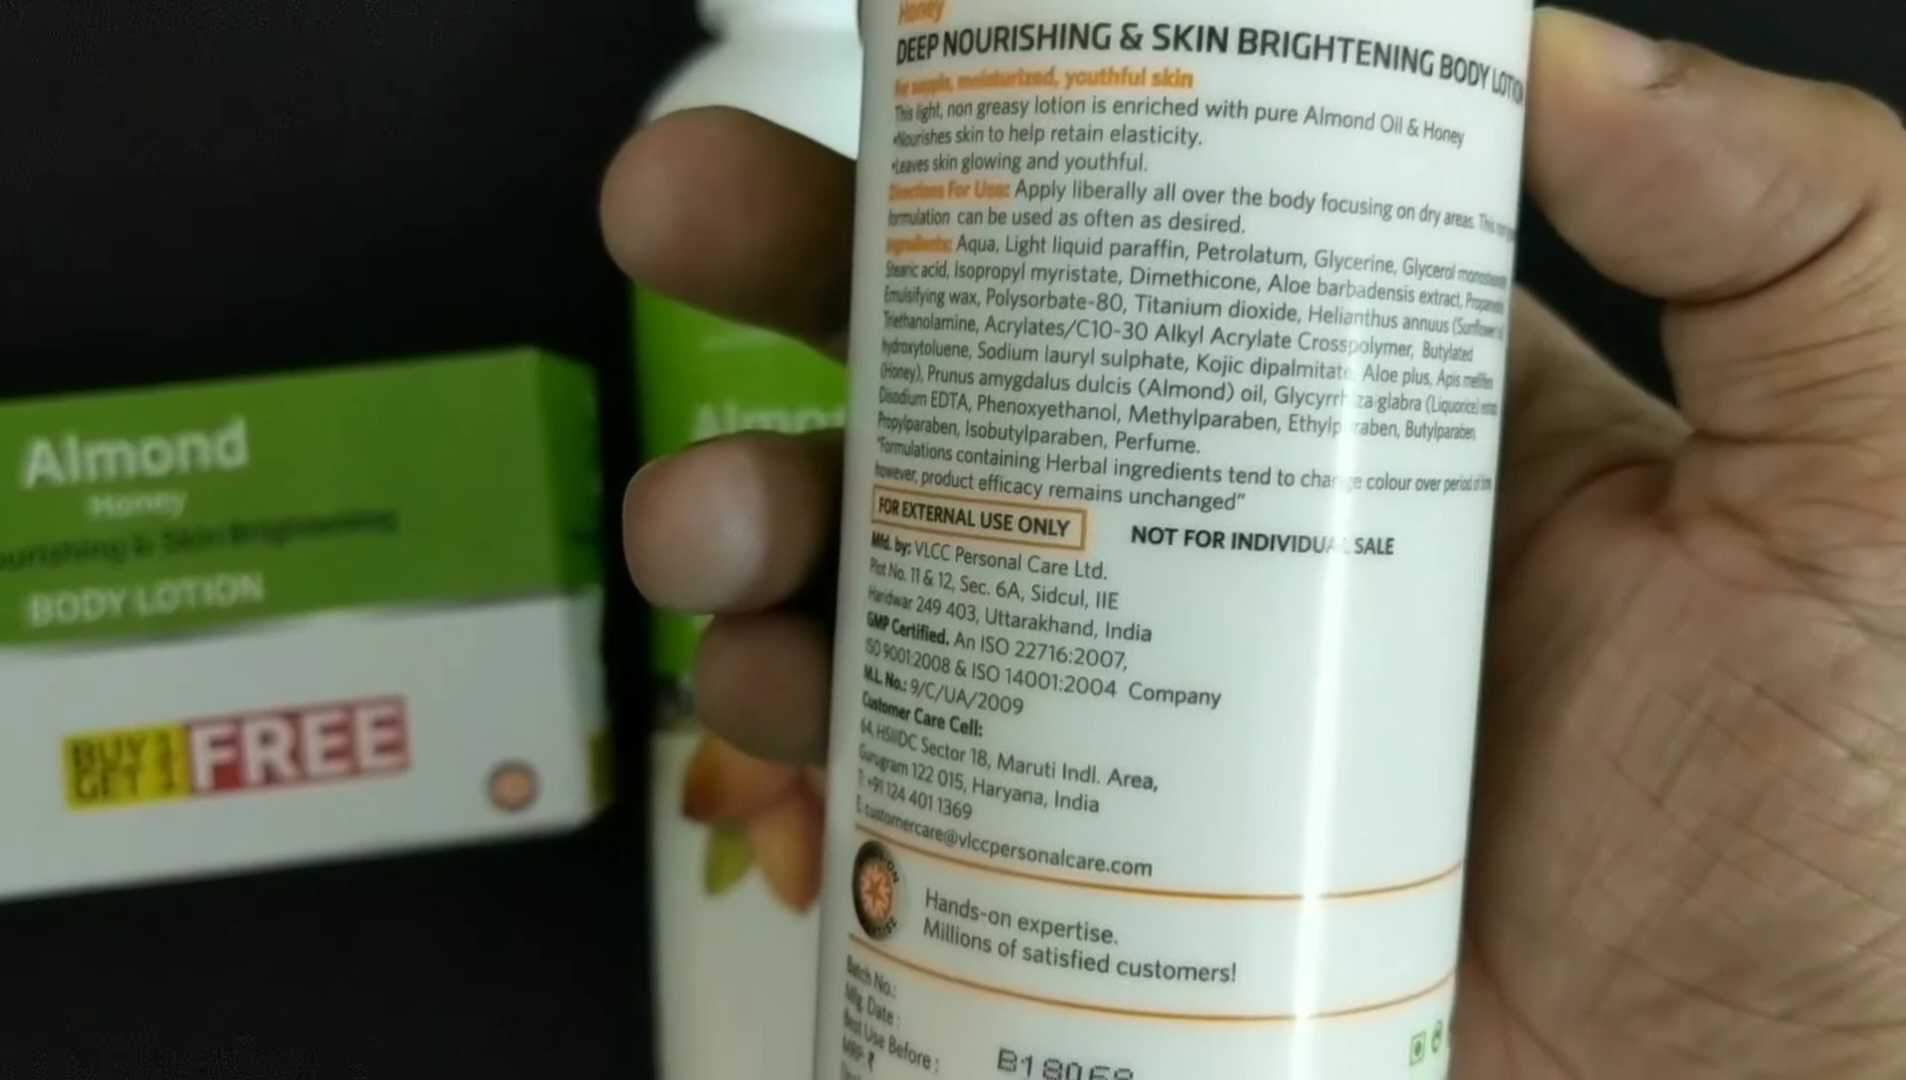 Honey
DEEP NOURISHING & SKIN BRIGHTENING BODY LOTION
For supple, moisturized, youthful skin
This light, non greasy lotion is enriched with pure Almond Oil & Honey
•Nourishes skin to help retain elasticity.
•Leaves skin glowing and youthful.
Directions For Use: Apply liberally all over the body focusing on dry areas. This
formulation can be used as often as desired.
Ingredients: Aqua, Light liquid paraffin, Petrolatum, Glycerine, Glycerol
Stearic acid, Isopropyl myristate, Dimethicone, Aloe barbadensis extract,
Emulsifying wax, Polysorbate-80, Titanium dioxide, Helianthus annuus (Sunflower)
Triethanolamine, Acrylates/C10-30 Alkyl Acrylate Crosspolymer, Butylated
hydroxytoluene, Sodium lauryl sulphate, Kojic dipalmitate, Aloe plus, Apis
(Honey), Prunus amygdalus dulcis (Almond) oil, Glycyrrhiza glabra (Liquorice)
Disodium EDTA, Phenoxyethanol, Methylparaben, Ethylparaben, Butylparaben,
Propylparaben, Isobutylparaben, Perfume.
"Formulations containing Herbal ingredients tend to change colour over period of
however, product efficacy remains unchanged"
FOR EXTERNAL USE ONLY NOT FOR INDIVIDUAL SALE
Mfd. by: VLCC Personal Care Ltd.
Plot No. 11 & 12, Sec. 6A, Sidcul, IIE
Haridwar 249 403, Uttarakhand, India
GMP Certified. An ISO 22716:2007,
ISO 9001:2008 & ISO 14001:2004 Company
M.L. No.: 9/C/UA/2009
Customer Care Cell:
64, HSIIDC Sector 18, Maruti Indl. Area,
Gurugram 122 015, Haryana, India
T: +91 124 401 1369
E: customercare@vlccpersonalcare.com
Hands-on expertise.
Millions of satisfied customers!
Batch No.:
Mfg. Date :
Best Use Before :
MRP: ₹
Almond
Honey
& Skin Brightening
BODY LOTION
BUY 1
GET 1
FREE